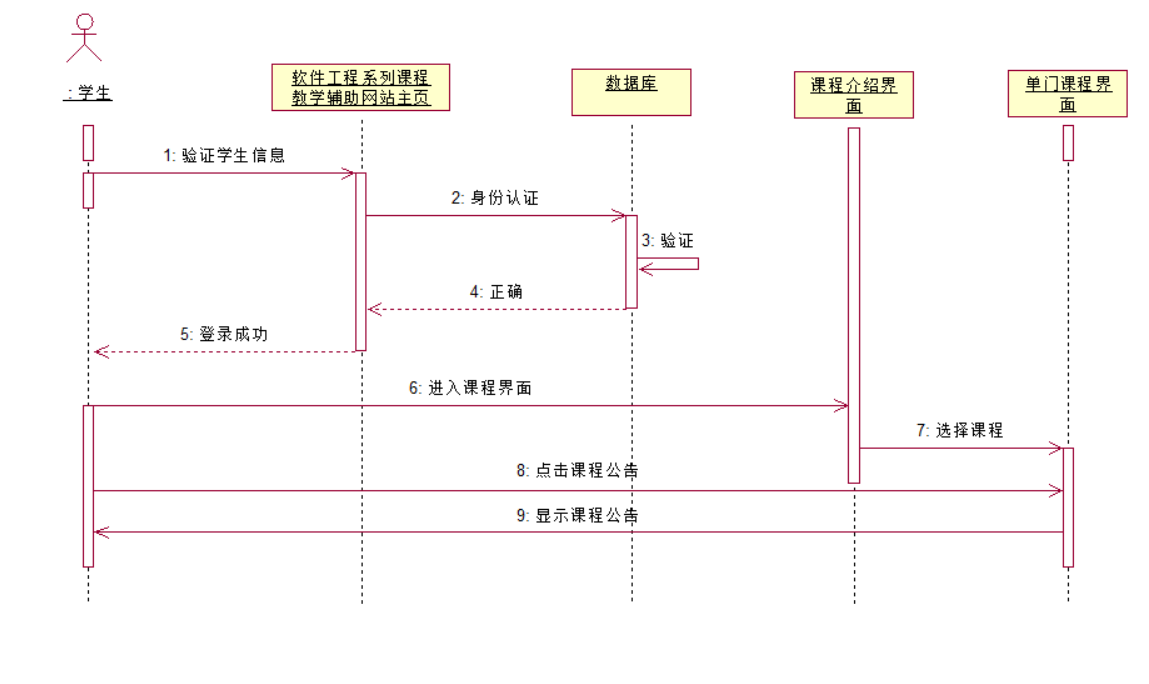 : 学生
软件工程系列课程
教学辅助网站主页
数据库
课程介绍界
面
单门课程界
面
1: 验证学生信息
2: 身份认证
3: 验证
4: 正确
5: 登录成功
6: 进入课程界面
7: 选择课程
8: 点击课程公告
9: 显示课程公告